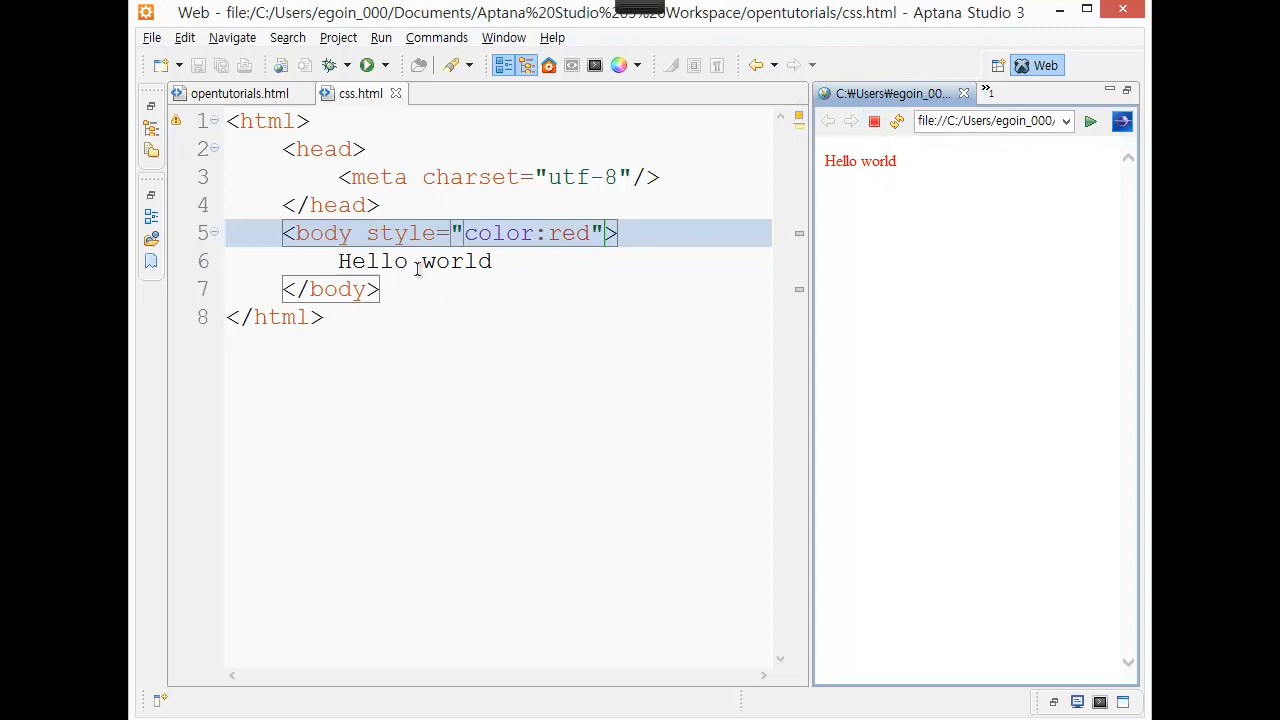 Web - file:/C:/Users/egoin_000/Documents/Aptana%20Studio%203%20Workspace/opentutorials/css.html - Aptana Studio 3
File Edit Navigate Search Project Run Commands Window Help
Web
opentutorials.html
css.html
C:₩Users₩egoin_00...
»1
file://C:/Users/egoin_000/
1 <html>
2 <head>
3 <meta charset="utf-8"/>
4 </head>
5 <body style="color:red">
6 Hello world
7 </body>
8 </html>
Hello world